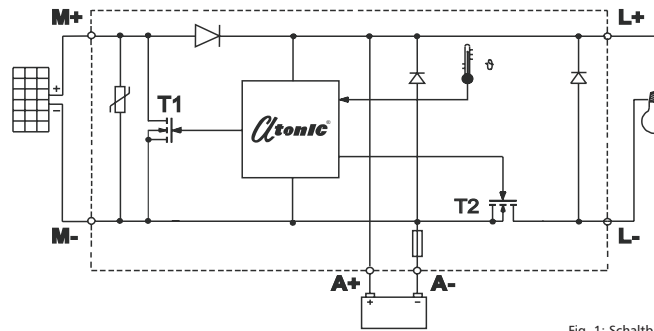 M+
L+
+
−
T1
atonIC®
ϑ
T2
M-
L-
A+
A-
+
−
Fig. 1: Schaltb